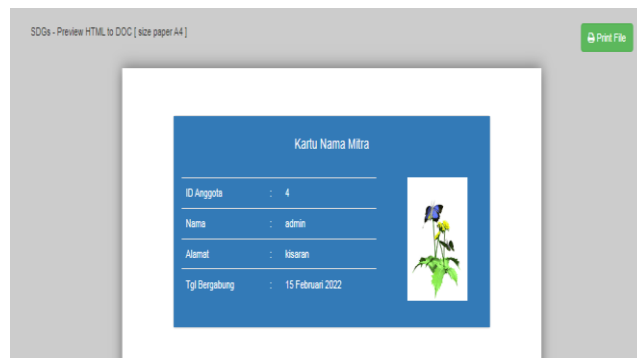 SDGs - Preview HTML to DOC [ size paper A4 ]
Print File
Kartu Nama Mitra
ID Anggota : 4
Nama : admin
Alamat : kisaran
Tgl Bergabung : 15 Februari 2022